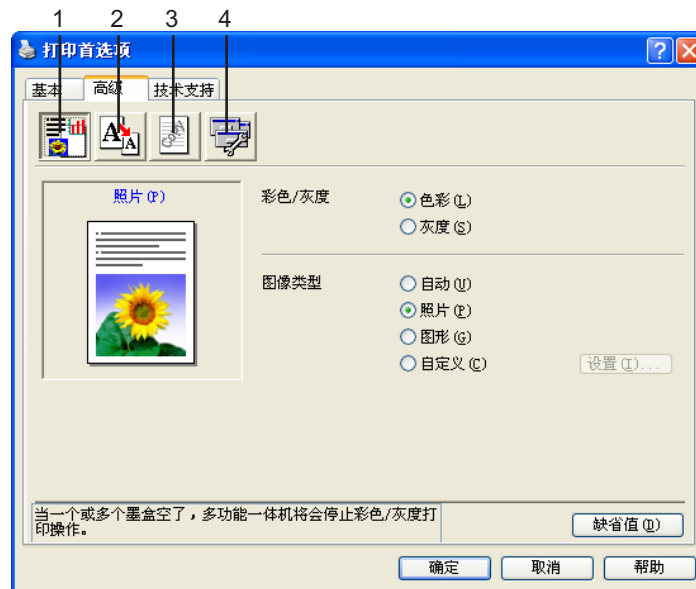 1 2 3 4
打印首选项
基本 高级 技术支持
照片(P)
彩色/灰度
色彩(L)
灰度(S)
图像类型
自动(U)
照片(P)
图形(G)
自定义(C) 设置(I)...
当一个或多个墨盒空了，多功能一体机将会停止彩色/灰度打
印操作。
缺省值(D)
确定 取消 帮助